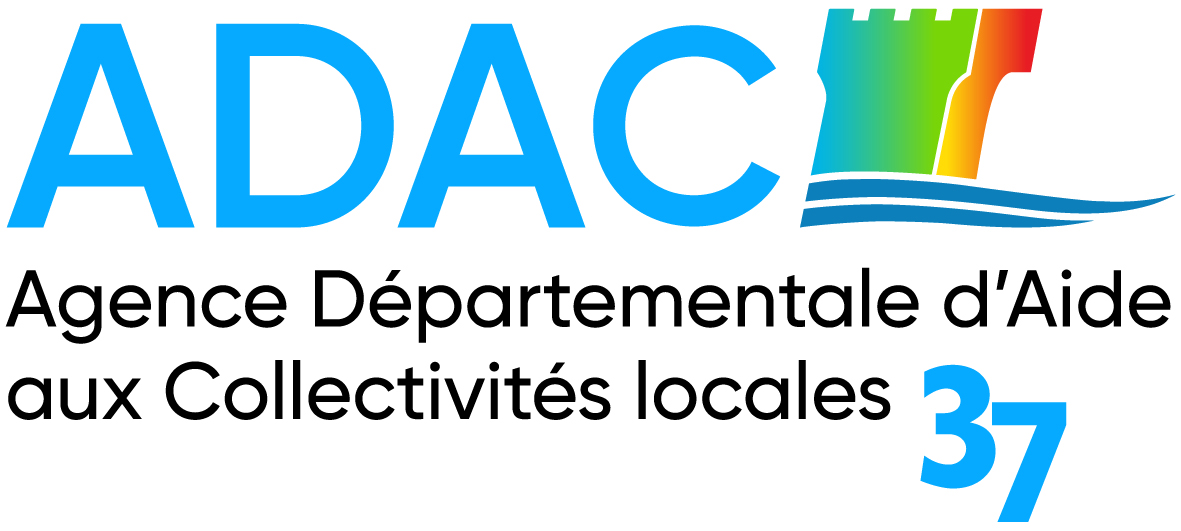 ADAC
Agence Départementale d’Aide
aux Collectivités locales 37